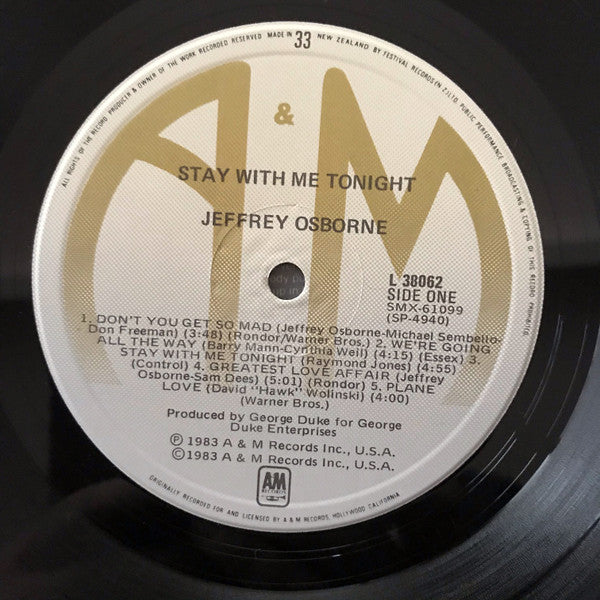 ALL RIGHTS OF THE RECORD PRODUCER & OWNER OF THE WORK RECORDED RESERVED MADE IN NEW ZEALAND BY FESTIVAL RECORDS (N Z) LTD. PUBLIC PERFORMANCE BROADCASTING & COPYING OF THIS RECORD PROHIBITED
33
A & M
STAY WITH ME TONIGHT
JEFFREY OSBORNE
L 38062
SIDE ONE
SMX-61099
(SP-4940)
1. DON'T YOU GET SO MAD (Jeffrey Osborne-Michael Sembello-
Don Freeman) (3:48) (Rondor/Warner Bros.) 2. WE'RE GOING
ALL THE WAY (Barry Mann-Cynthia Weil) (4:15) (Essex) 3.
STAY WITH ME TONIGHT (Raymond Jones) (4:55)
(Control) 4. GREATEST LOVE AFFAIR (Jeffrey
Osborne-Sam Dees) (5:01) (Rondor) 5. PLANE
LOVE (David "Hawk" Wolinski) (4:00)
(Warner Bros.)
Produced by George Duke for George
Duke Enterprises
Ⓟ 1983 A & M Records Inc., U.S.A.
© 1983 A & M Records Inc., U.S.A.
AM
RECORDS
ORIGINALLY RECORDED FOR AND LICENSED BY A & M RECORDS, HOLLYWOOD CALIFORNIA